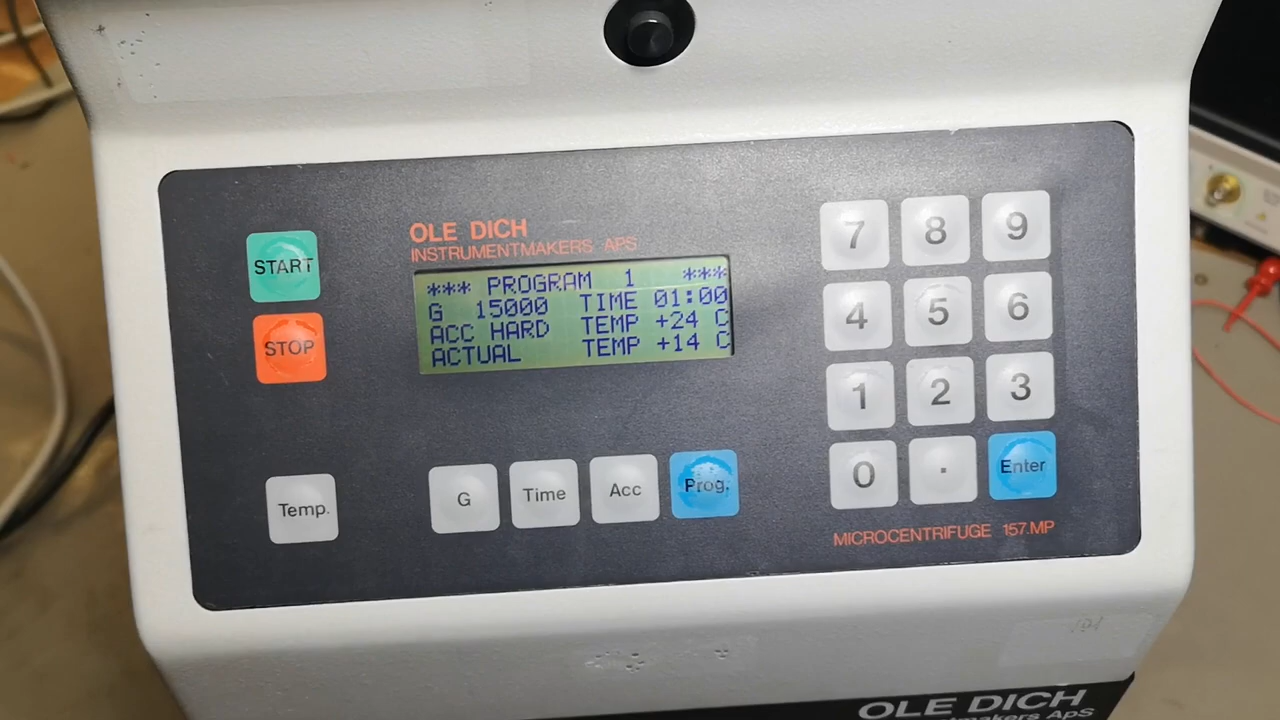 OLE DICH
INSTRUMENTMAKERS APS
*** PROGRAM 1 ***
G 15000 TIME 01:00
ACC HARD TEMP +24 C
ACTUAL TEMP +14 C
START
STOP
Temp.
G Time Acc Prog.
7 8 9
4 5 6
1 2 3
0 . Enter
MICROCENTRIFUGE 157.MP
OLE DICH
ntmakers ApS